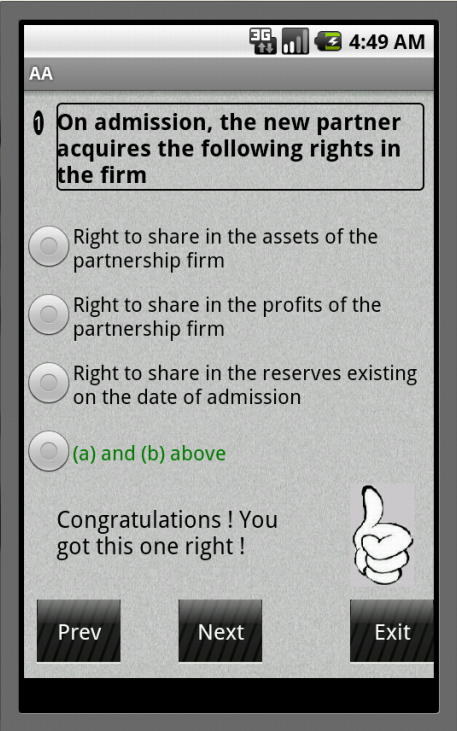 3G 4:49 AM
AA
1 On admission, the new partner
acquires the following rights in
the firm
Right to share in the assets of the
partnership firm
Right to share in the profits of the
partnership firm
Right to share in the reserves existing
on the date of admission
(a) and (b) above
Congratulations ! You
got this one right !
Prev Next Exit